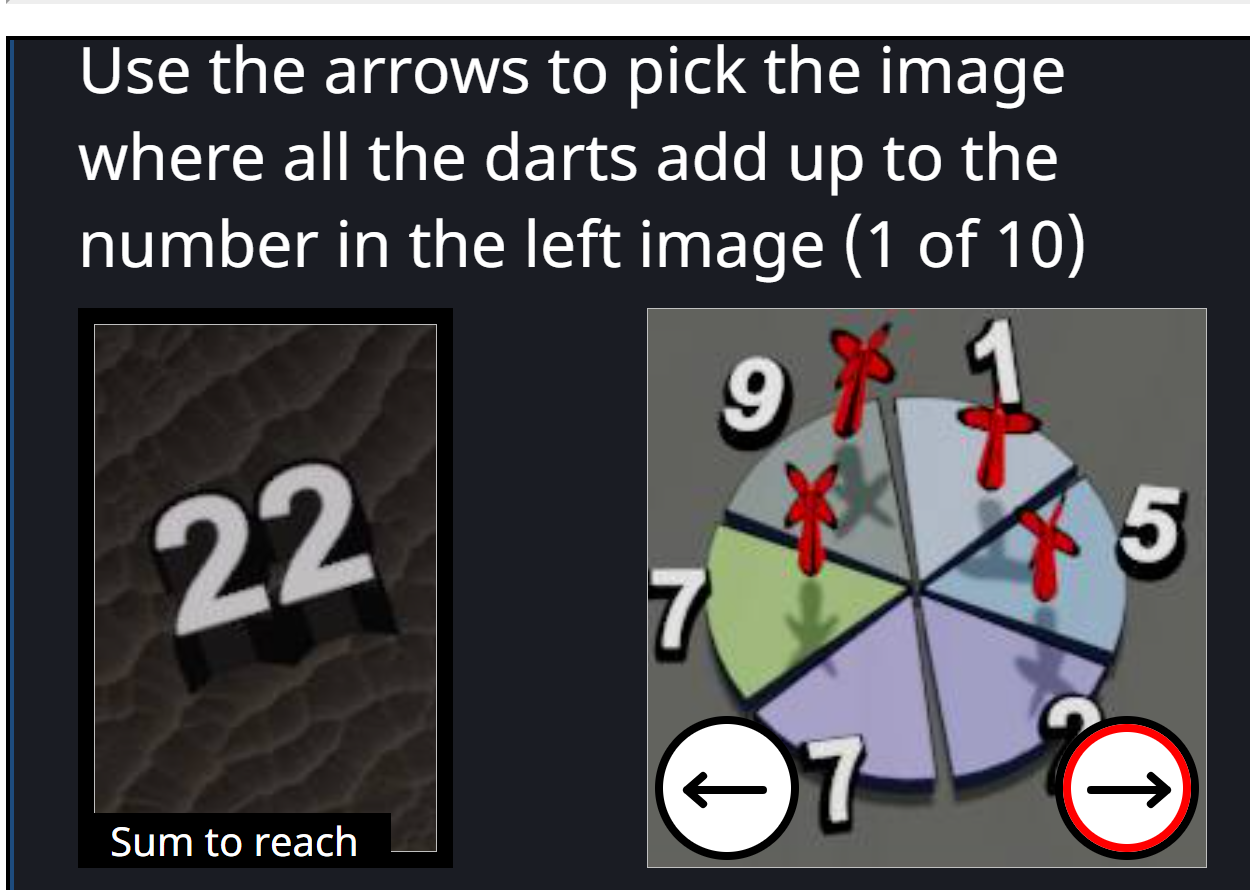 Use the arrows to pick the image
where all the darts add up to the
number in the left image (1 of 10)
22
Sum to reach
9
1
5
7
7